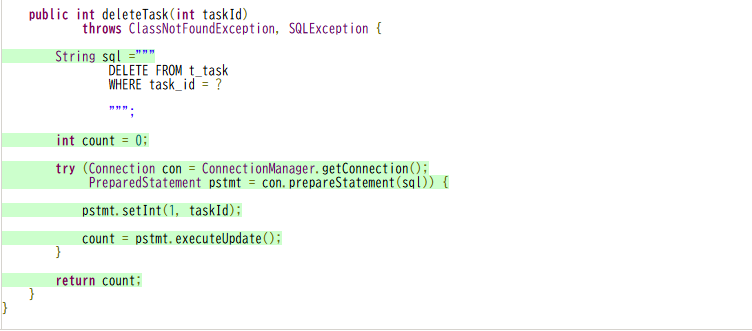 public int deleteTask(int taskId)
throws ClassNotFoundException, SQLException {
String sql ="""
DELETE FROM t_task
WHERE task_id = ?
""";
int count = 0;
try (Connection con = ConnectionManager.getConnection();
PreparedStatement pstmt = con.prepareStatement(sql)) {
pstmt.setInt(1, taskId);
count = pstmt.executeUpdate();
}
return count;
}
}